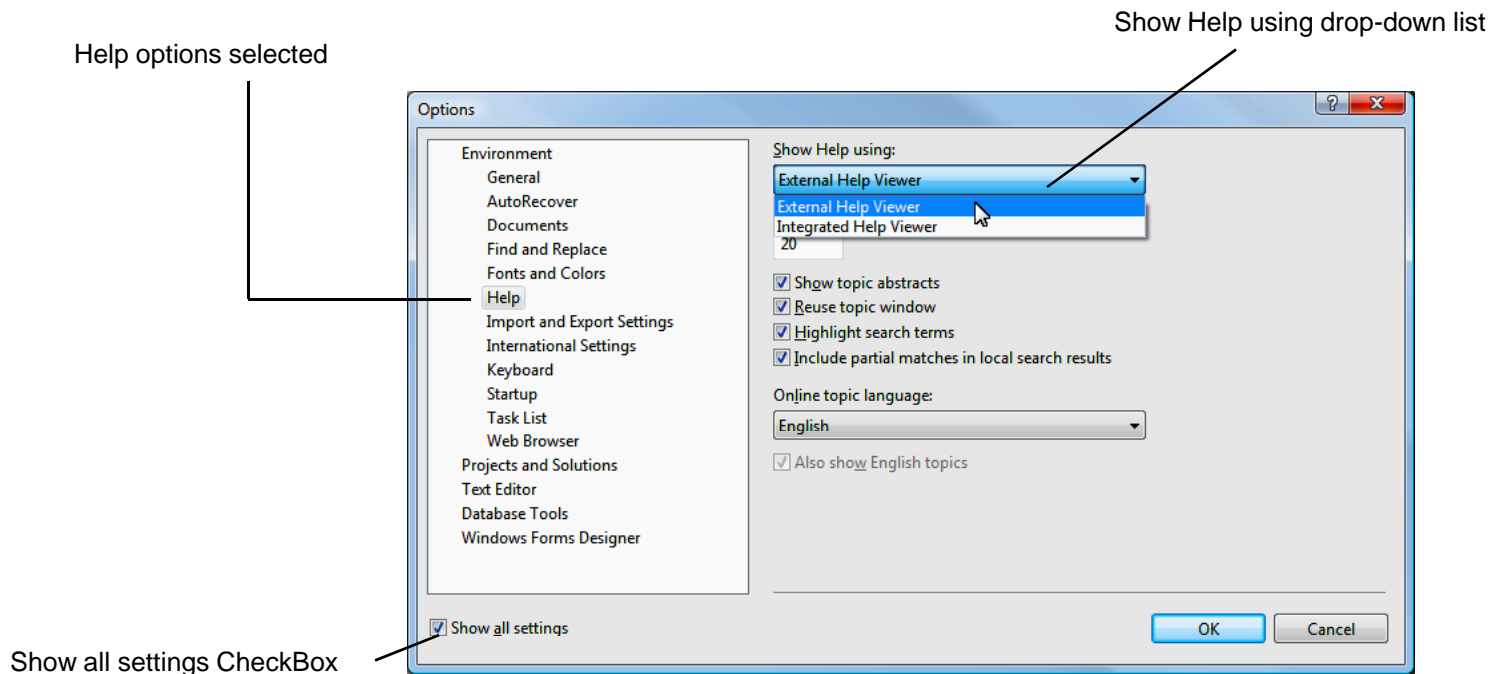 Show Help using drop-down list
Help options selected
Options
Environment
General
AutoRecover
Documents
Find and Replace
Fonts and Colors
Help
Import and Export Settings
International Settings
Keyboard
Startup
Task List
Web Browser
Projects and Solutions
Text Editor
Database Tools
Windows Forms Designer
Show Help using:
External Help Viewer
External Help Viewer
Integrated Help Viewer
20
Show topic abstracts
Reuse topic window
Highlight search terms
Include partial matches in local search results
Online topic language:
English
Also show English topics
Show all settings
OK
Cancel
Show all settings CheckBox